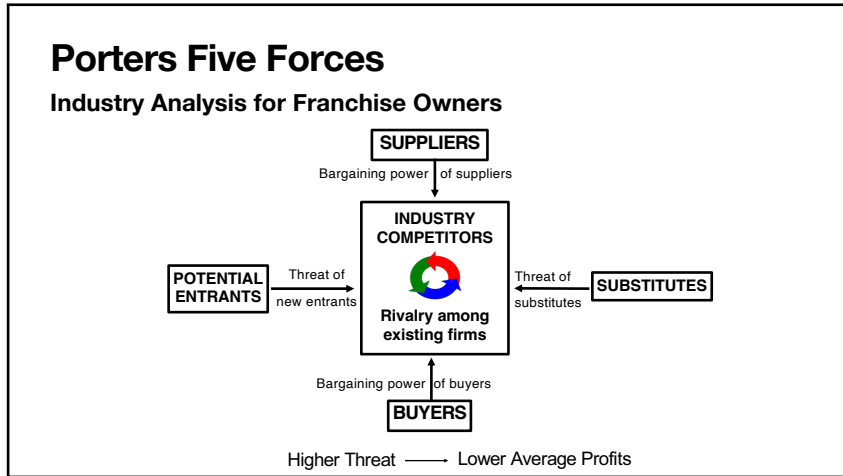 Porters Five Forces
Industry Analysis for Franchise Owners
SUPPLIERS
Bargaining power of suppliers
INDUSTRY
COMPETITORS
POTENTIAL
ENTRANTS
Threat of
new entrants
Threat of
substitutes
SUBSTITUTES
Rivalry among
existing firms
Bargaining power of buyers
BUYERS
Higher Threat
Lower Average Profits